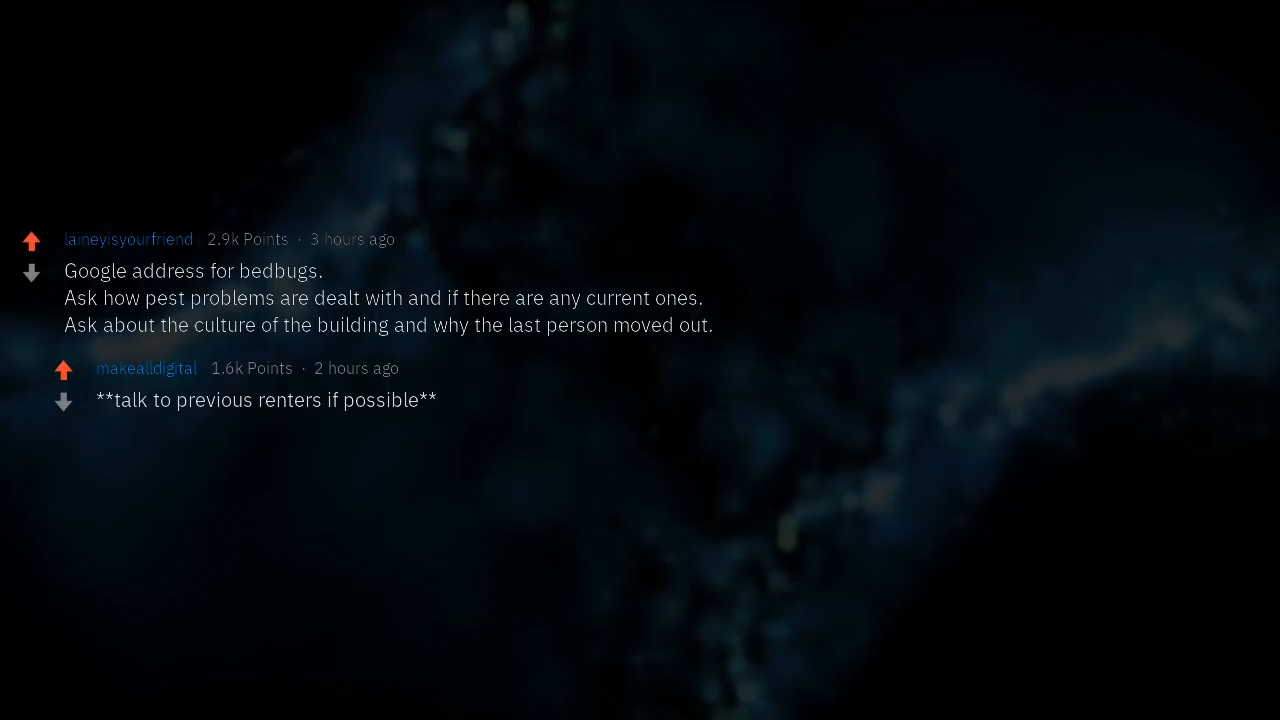 laineyisyourfriend 2.9k Points · 3 hours ago
Google address for bedbugs.
Ask how pest problems are dealt with and if there are any current ones.
Ask about the culture of the building and why the last person moved out.
makealldigital 1.6k Points · 2 hours ago
**talk to previous renters if possible**